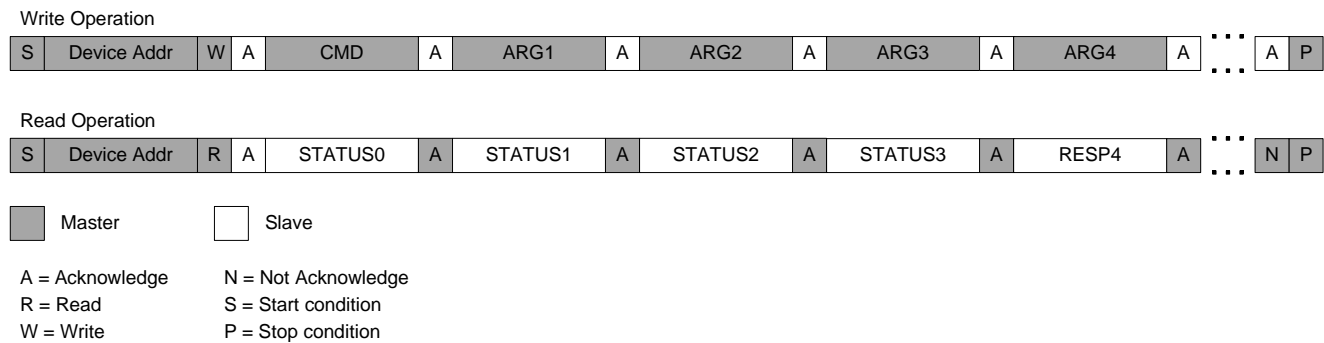 Write Operation
S Device Addr W A CMD A ARG1 A ARG2 A ARG3 A ARG4 A A P
Read Operation
S Device Addr R A STATUS0 A STATUS1 A STATUS2 A STATUS3 A RESP4 A N P
Master Slave
A = Acknowledge N = Not Acknowledge
R = Read S = Start condition
W = Write P = Stop condition